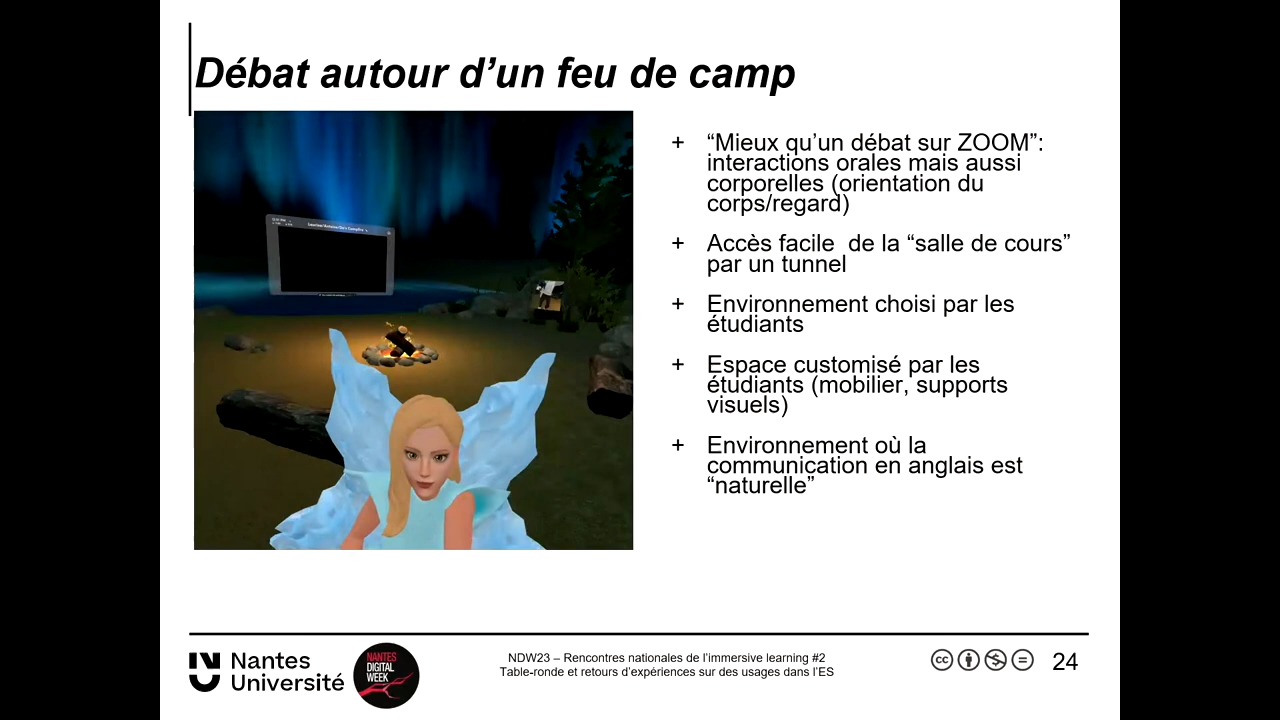 Débat autour d’un feu de camp
+ “Mieux qu’un débat sur ZOOM”:
interactions orales mais aussi
corporelles (orientation du
corps/regard)
+ Accès facile  de la “salle de cours”
par un tunnel
+ Environnement choisi par les
étudiants
+ Espace customisé par les
étudiants (mobilier, supports
visuels)
+ Environnement où la
communication en anglais est
“naturelle”
Nantes
Université
NANTES
DIGITAL
WEEK
NDW23 – Rencontres nationales de l’immersive learning #2
Table-ronde et retours d’expériences sur des usages dans l’ES
cc
24